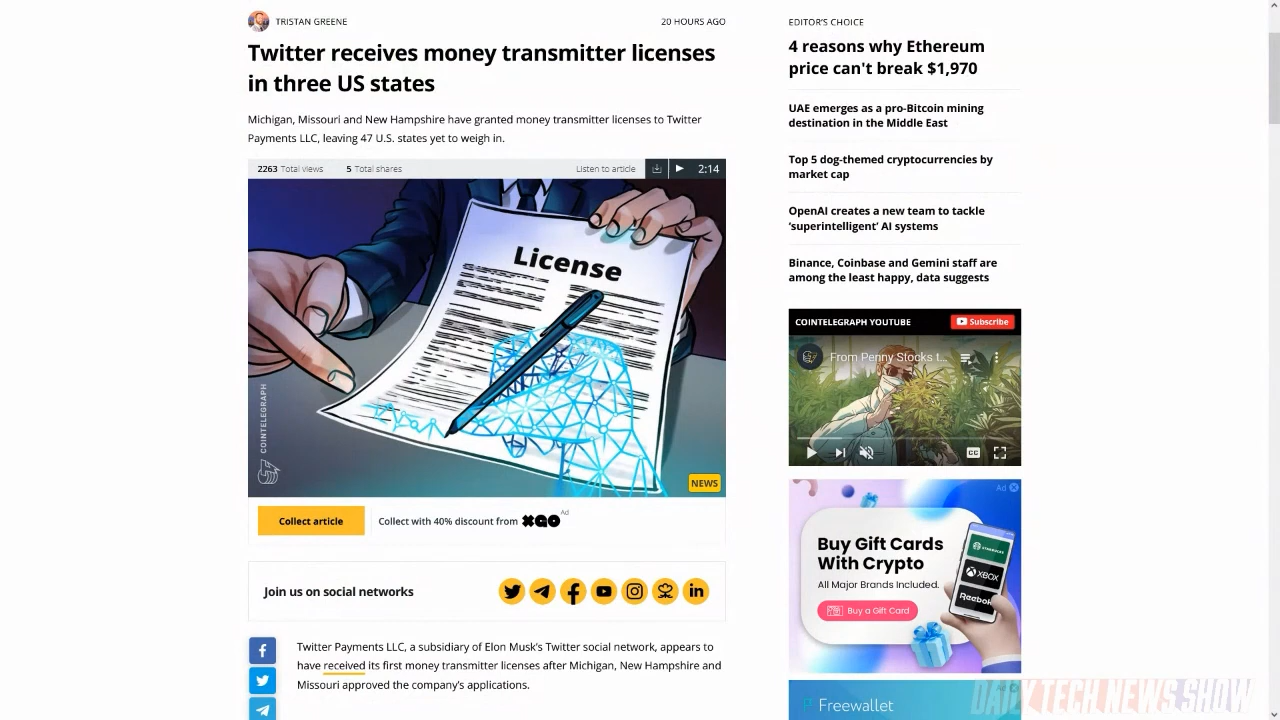 TRISTAN GREENE
20 HOURS AGO
Twitter receives money transmitter licenses
in three US states
Michigan, Missouri and New Hampshire have granted money transmitter licenses to Twitter
Payments LLC, leaving 47 U.S. states yet to weigh in.
2263 Total views 5 Total shares Listen to article 2:14
License
COINTELEGRAPH
NEWS
Collect article
Collect with 40% discount from XGO
Ad
Join us on social networks
Twitter Payments LLC, a subsidiary of Elon Musk's Twitter social network, appears to
have received its first money transmitter licenses after Michigan, New Hampshire and
Missouri approved the company's applications.
EDITOR'S CHOICE
4 reasons why Ethereum
price can't break $1,970
UAE emerges as a pro-Bitcoin mining
destination in the Middle East
Top 5 dog-themed cryptocurrencies by
market cap
OpenAI creates a new team to tackle
‘superintelligent’ AI systems
Binance, Coinbase and Gemini staff are
among the least happy, data suggests
COINTELEGRAPH YOUTUBE
Subscribe
From Penny Stocks t...
CC
Ad
Buy Gift Cards
With Crypto
All Major Brands Included.
Buy a Gift Card
STARBUCKS
XBOX
Reebok
Ad
Freewallet
DAILY TECH NEWS SHOW